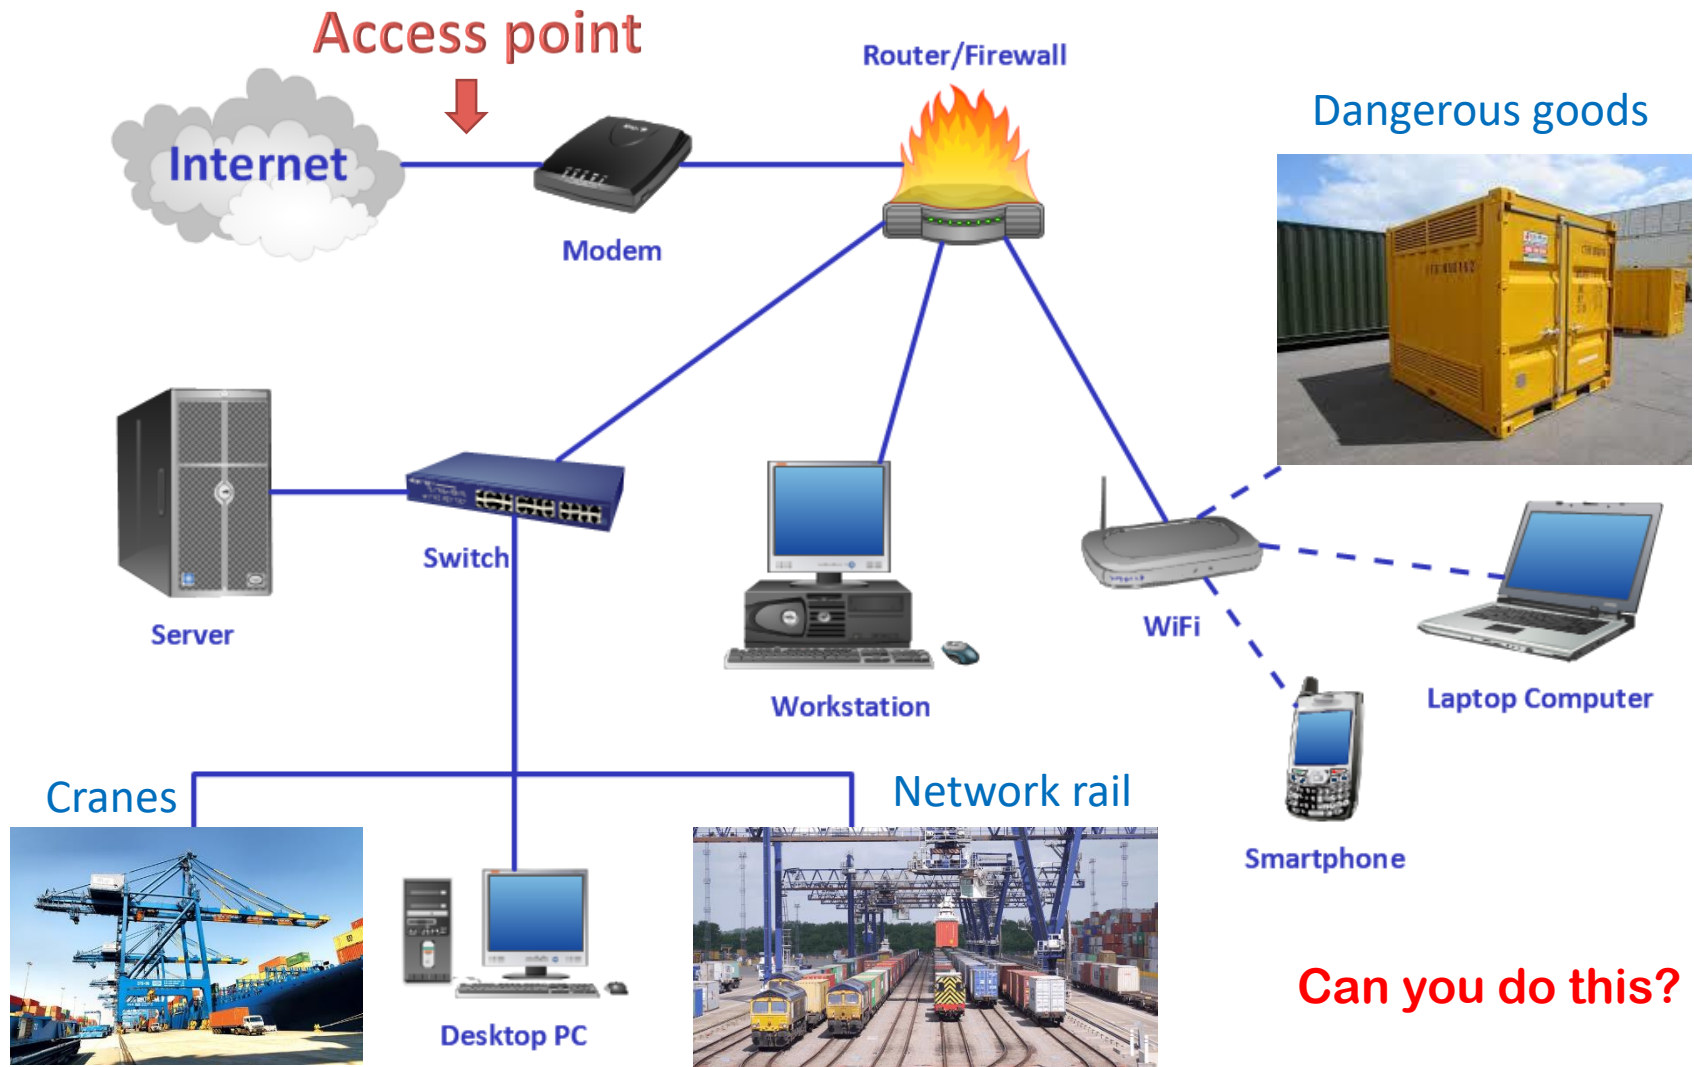 Access point
Router/Firewall
Dangerous goods
Internet
Modem
Switch
Server
WiFi
Workstation
Laptop Computer
Cranes
Network rail
Smartphone
Desktop PC
Can you do this?